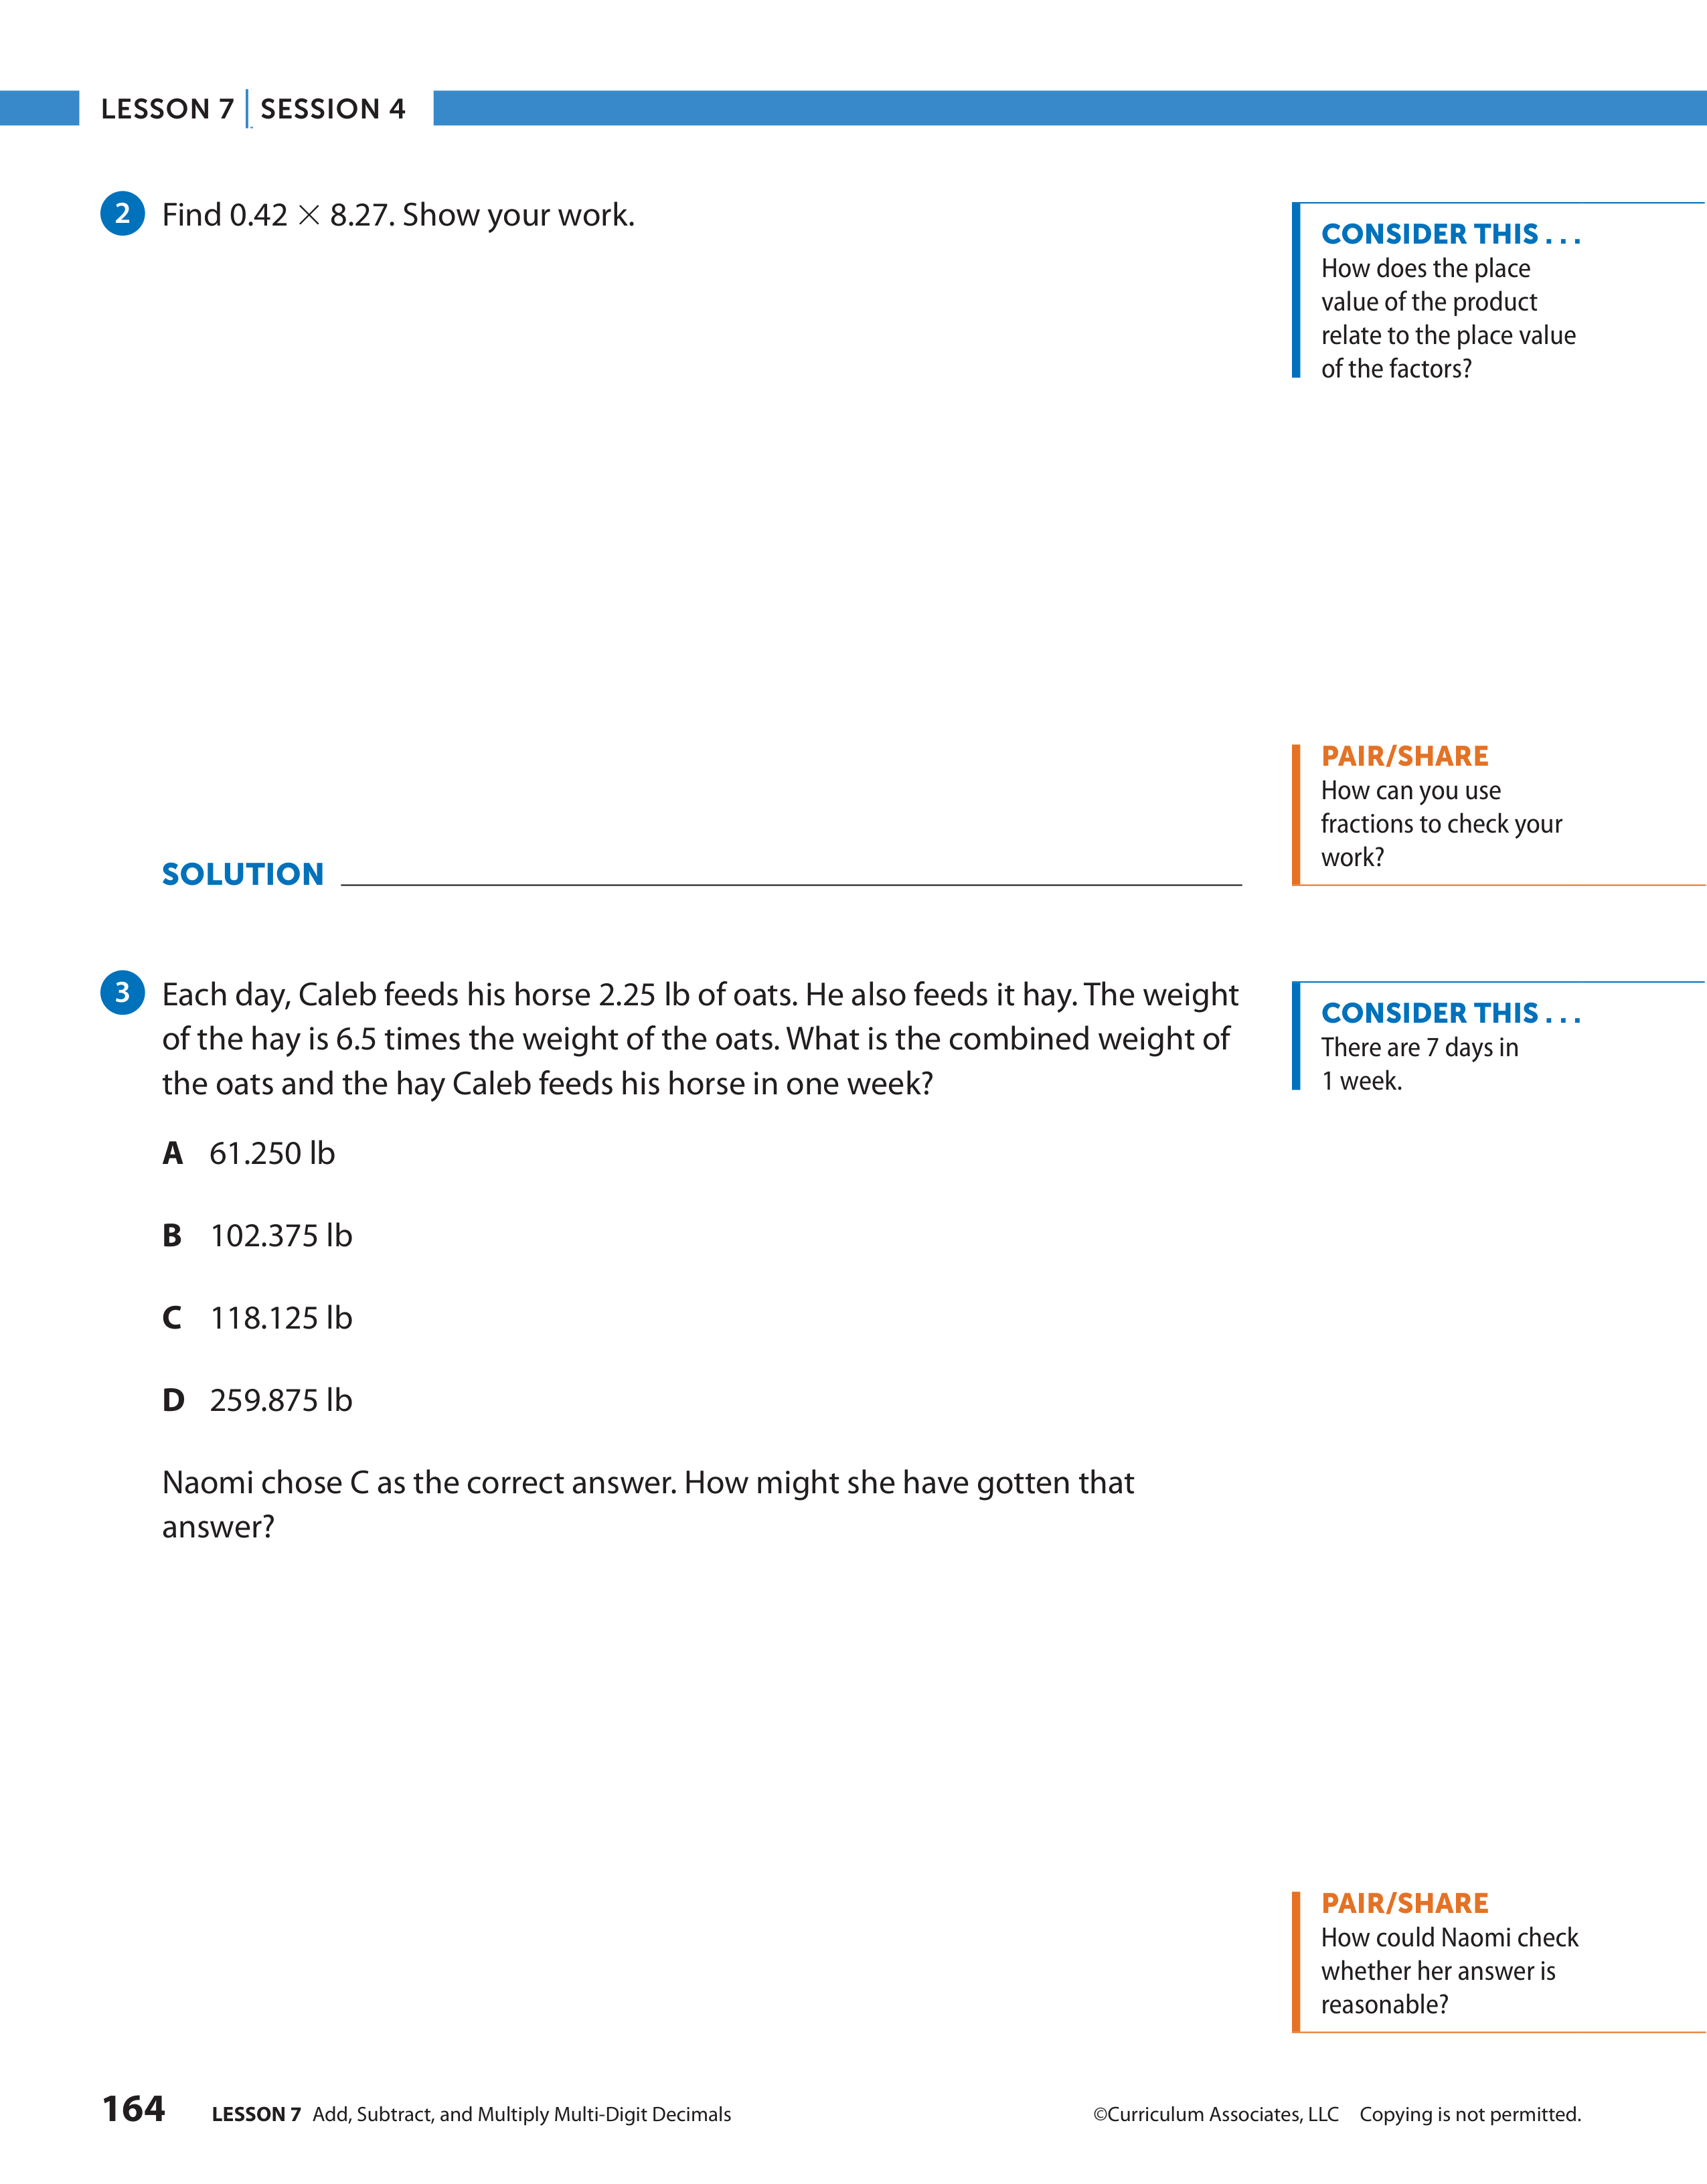 LESSON 7 | SESSION 4
2 Find 0.42 × 8.27. Show your work.
CONSIDER THIS . . .
How does the place
value of the product
relate to the place value
of the factors?
PAIR/SHARE
How can you use
fractions to check your
work?
SOLUTION
3 Each day, Caleb feeds his horse 2.25 lb of oats. He also feeds it hay. The weight
of the hay is 6.5 times the weight of the oats. What is the combined weight of
the oats and the hay Caleb feeds his horse in one week?
CONSIDER THIS . . .
There are 7 days in
1 week.
A 61.250 lb
B 102.375 lb
C 118.125 lb
D 259.875 lb
Naomi chose C as the correct answer. How might she have gotten that
answer?
PAIR/SHARE
How could Naomi check
whether her answer is
reasonable?
164 LESSON 7 Add, Subtract, and Multiply Multi-Digit Decimals ©Curriculum Associates, LLC Copying is not permitted.